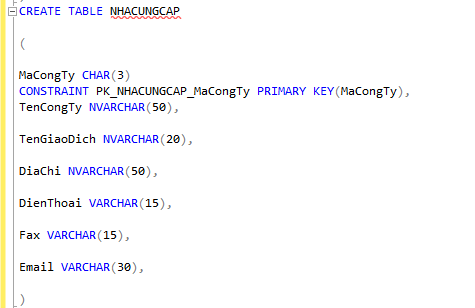 CREATE TABLE NHACUNGCAP
(
MaCongTy CHAR(3)
CONSTRAINT PK_NHACUNGCAP_MaCongTy PRIMARY KEY(MaCongTy),
TenCongTy NVARCHAR(50),
TenGiaoDich NVARCHAR(20),
DiaChi NVARCHAR(50),
DienThoai VARCHAR(15),
Fax VARCHAR(15),
Email VARCHAR(30),
)